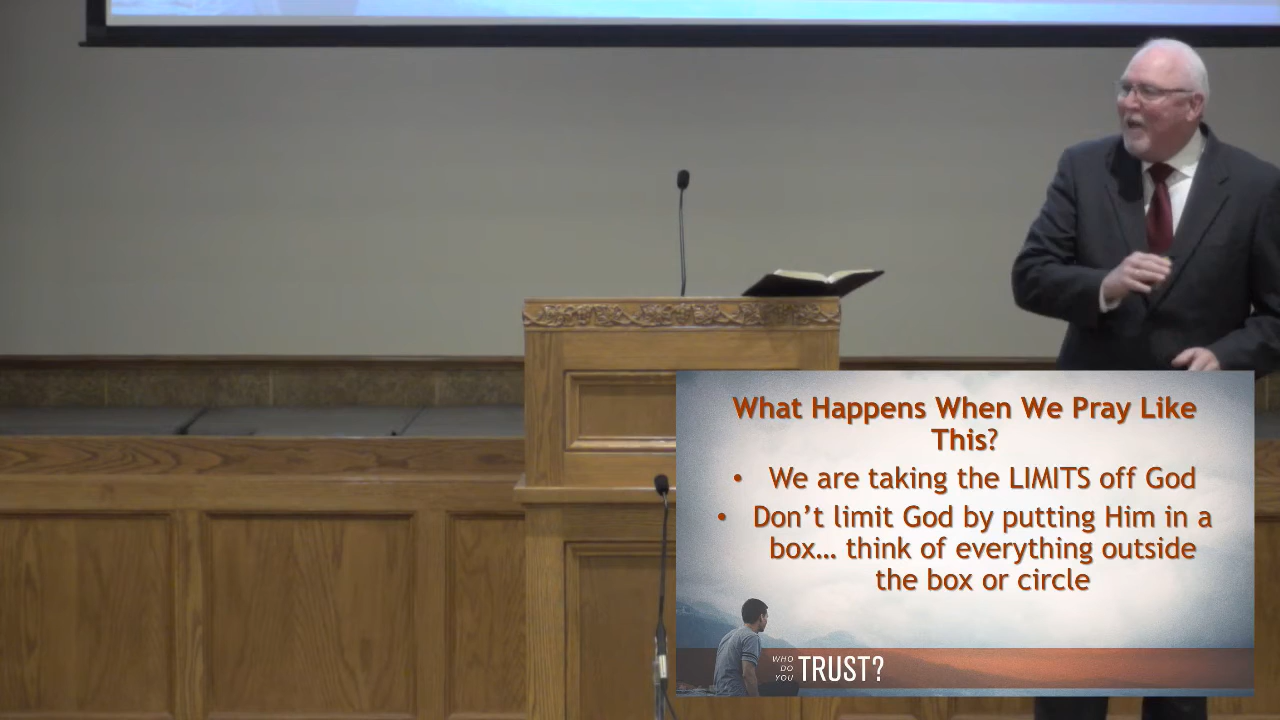 What Happens When We Pray Like
This?
• We are taking the LIMITS off God
• Don’t limit God by putting Him in a
box… think of everything outside
the box or circle
WHO
DO
YOU
TRUST?